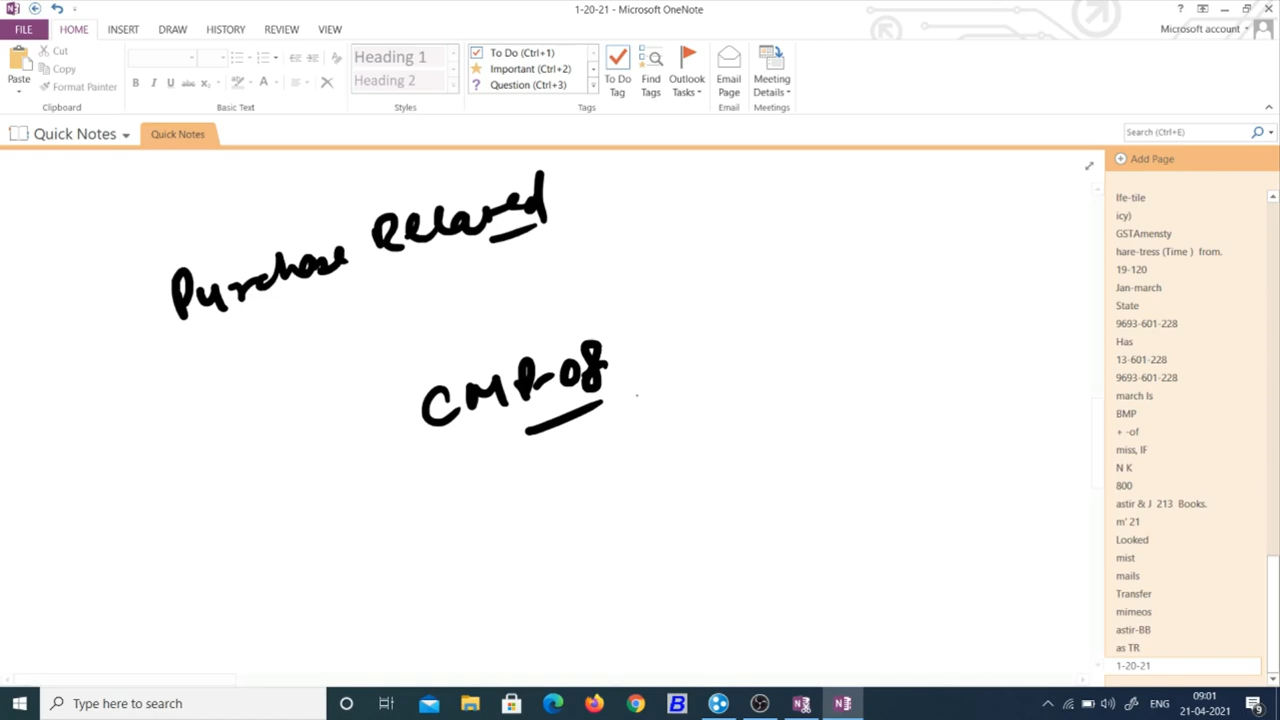 1-20-21 - Microsoft OneNote
FILE HOME INSERT DRAW HISTORY REVIEW VIEW
Microsoft account
Paste
Cut
Copy
Format Painter
Clipboard
B I U abc x₂ A
Basic Text
Heading 1
Heading 2
Styles
To Do (Ctrl+1)
Important (Ctrl+2)
Question (Ctrl+3)
Tags
To Do Tag
Find Tags
Outlook Tasks
Email Page
Email
Meeting Details
Meetings
Quick Notes
Quick Notes
Search (Ctrl+E)
Purchase Related
CMP-08
Add Page
Ife-tile
icy)
GSTAmensty
hare-tress (Time ) from.
19-120
Jan-march
State
9693-601-228
Has
13-601-228
9693-601-228
march Is
BMP
+ -of
miss, IF
N K
800
astir & J 213 Books.
m' 21
Looked
mist
mails
Transfer
mimeos
astir-BB
as TR
1-20-21
Type here to search
ENG
09:01
21-04-2021
9